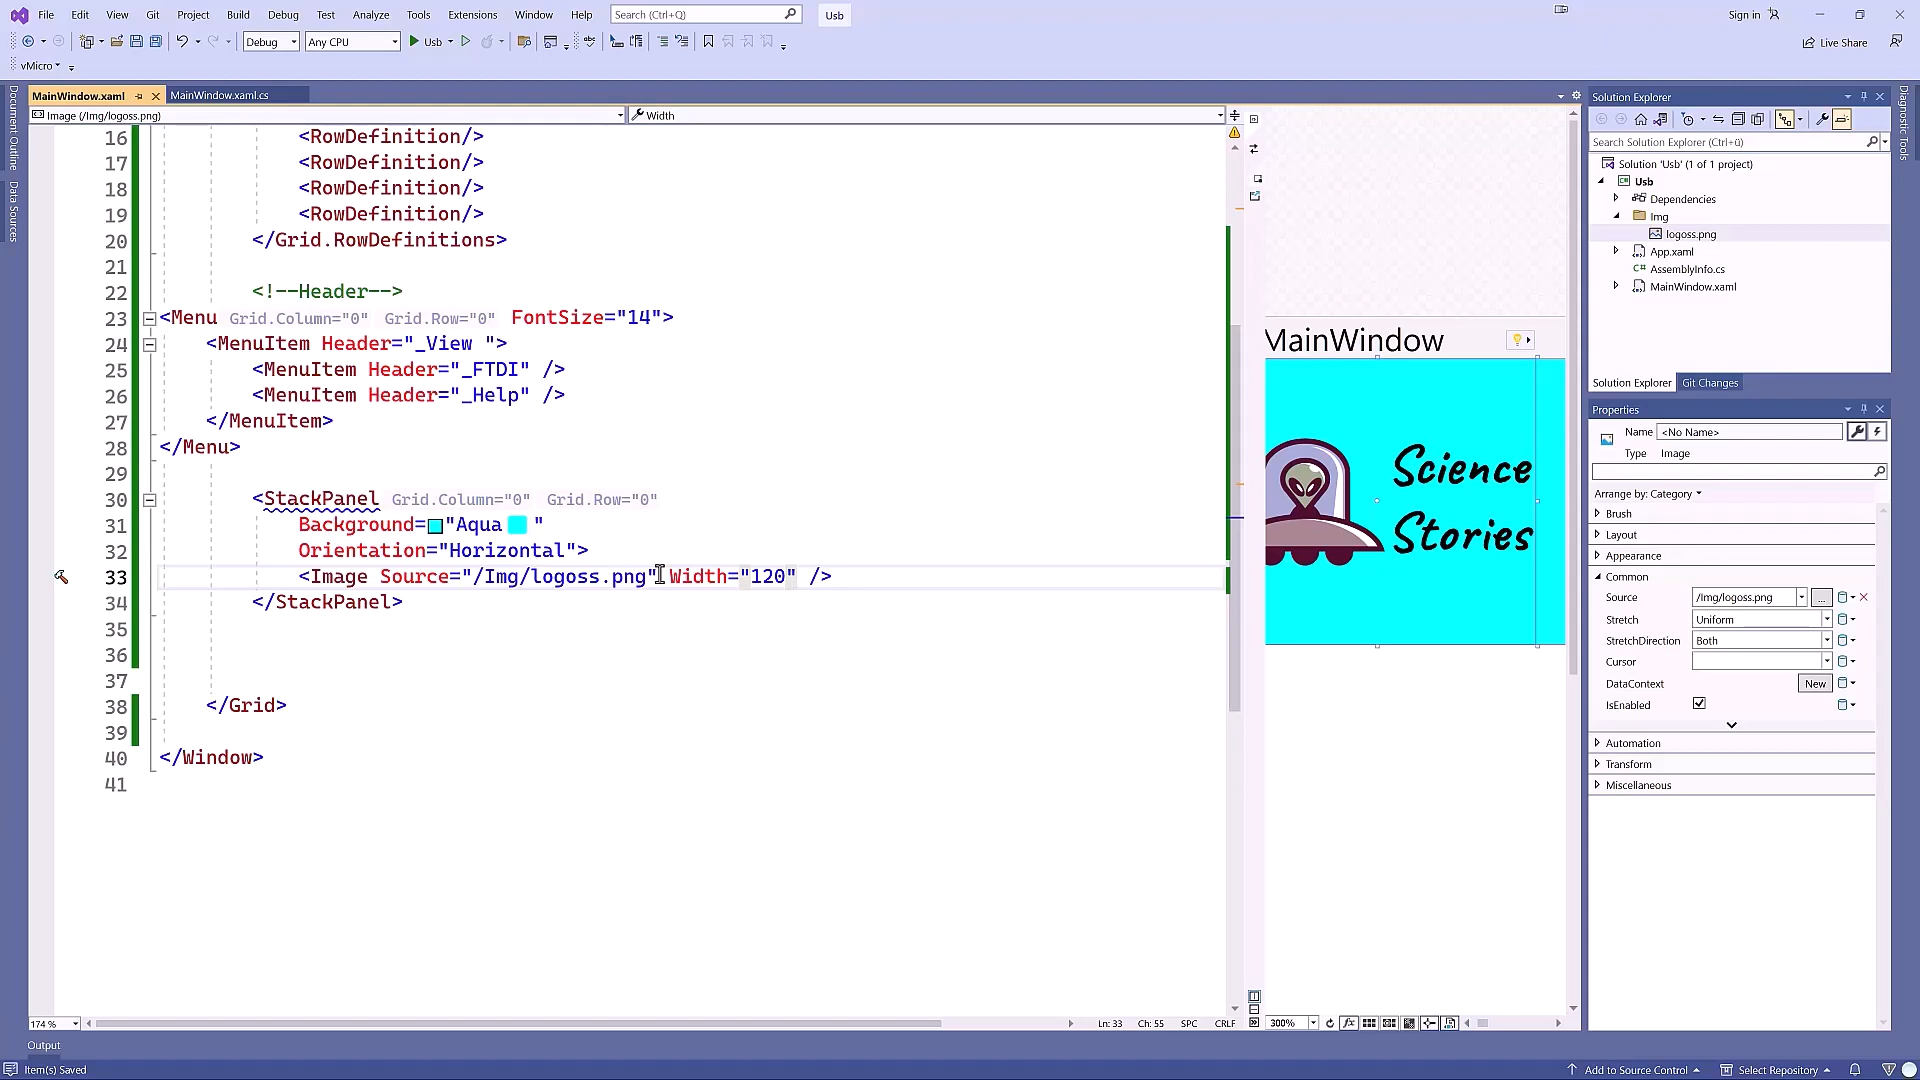 File Edit View Git Project Build Debug Test Analyze Tools Extensions Window Help Search (Ctrl+Q) Usb Sign in
Debug Any CPU Usb Live Share
vMicro
Document Outline
Data Sources
MainWindow.xaml MainWindow.xaml.cs
Image (/Img/logoss.png) Width
16 <RowDefinition/>
17 <RowDefinition/>
18 <RowDefinition/>
19 <RowDefinition/>
20 </Grid.RowDefinitions>
21
22 <!--Header-->
23 <Menu Grid.Column="0" Grid.Row="0" FontSize="14">
24 <MenuItem Header="_View ">
25 <MenuItem Header="_FTDI" />
26 <MenuItem Header="_Help" />
27 </MenuItem>
28 </Menu>
29
30 <StackPanel Grid.Column="0" Grid.Row="0"
31 Background="Aqua "
32 Orientation="Horizontal">
33 <Image Source="/Img/logoss.png" Width="120" />
34 </StackPanel>
35
36
37
38 </Grid>
39
40 </Window>
41
174 % Ln: 33 Ch: 55 SPC CRLF
MainWindow
Science
Stories
300%
Solution Explorer
Search Solution Explorer (Ctrl+ü)
Solution 'Usb' (1 of 1 project)
Usb
Dependencies
Img
logoss.png
App.xaml
AssemblyInfo.cs
MainWindow.xaml
Solution Explorer Git Changes
Properties
Name <No Name>
Type Image
Arrange by: Category
Brush
Layout
Appearance
Common
Source /Img/logoss.png ...
Stretch Uniform
StretchDirection Both
Cursor
DataContext New
IsEnabled
Automation
Transform
Miscellaneous
Diagnostic Tools
Output
Item(s) Saved Add to Source Control Select Repository